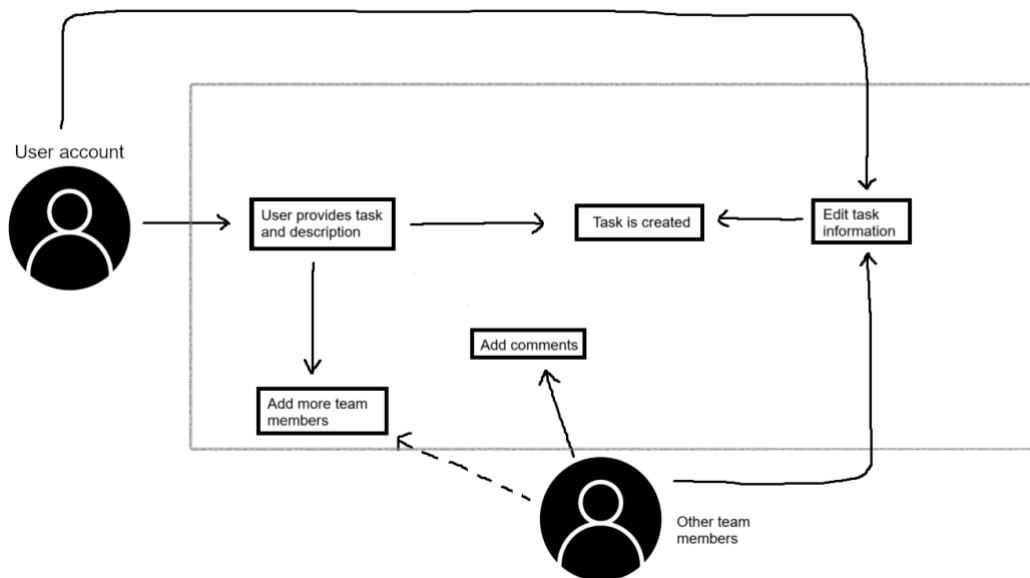 User account
User provides task
and description
Task is created
Edit task
information
Add comments
Add more team
members
Other team
members